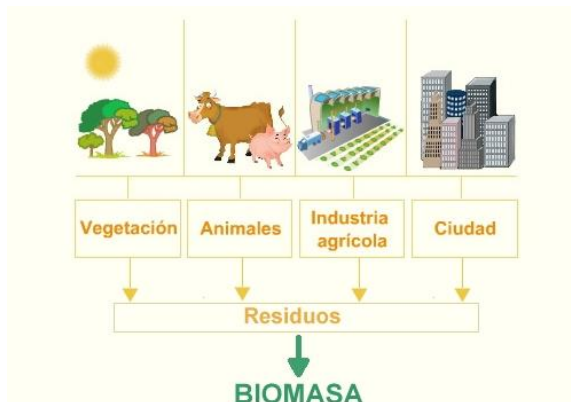 Vegetación
Animales
Industria
agrícola
Ciudad
Residuos
BIOMASA